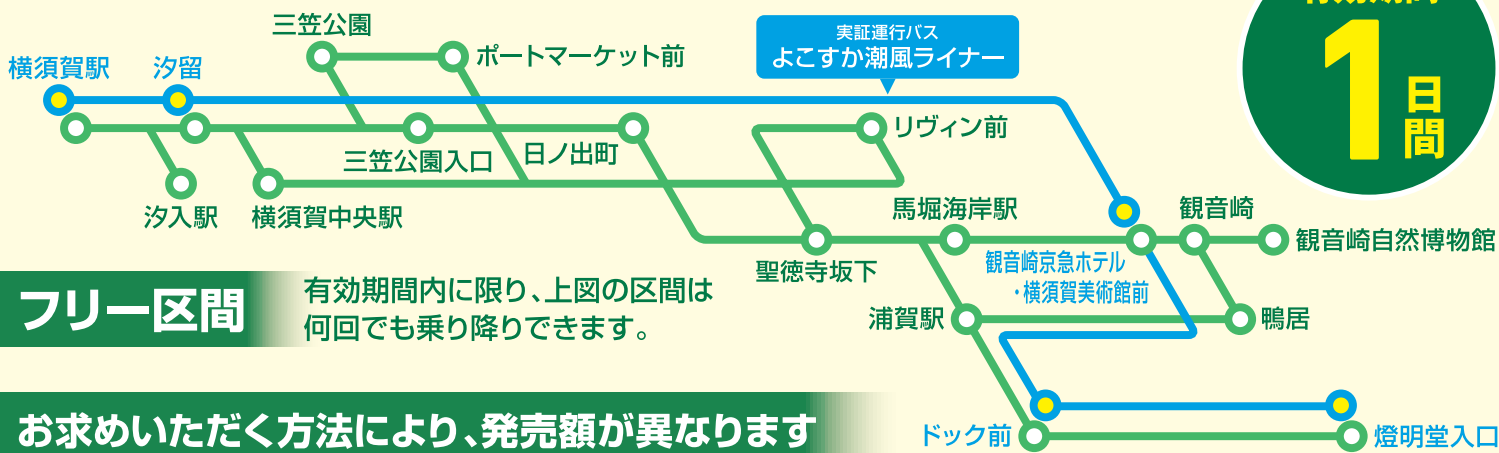 三笠公園
ポートマーケット前
実証運行バス
よこすか潮風ライナー
1
日
間
横須賀駅
汐留
リヴィン前
三笠公園入口
日ノ出町
汐入駅
横須賀中央駅
馬堀海岸駅
観音崎
観音崎自然博物館
聖徳寺坂下
観音崎京急ホテル
・横須賀美術館前
フリー区間
有効期間内に限り、上図の区間は
何回でも乗り降りできます。
浦賀駅
鴨居
お求めいただく方法により、発売額が異なります
ドック前
燈明堂入口